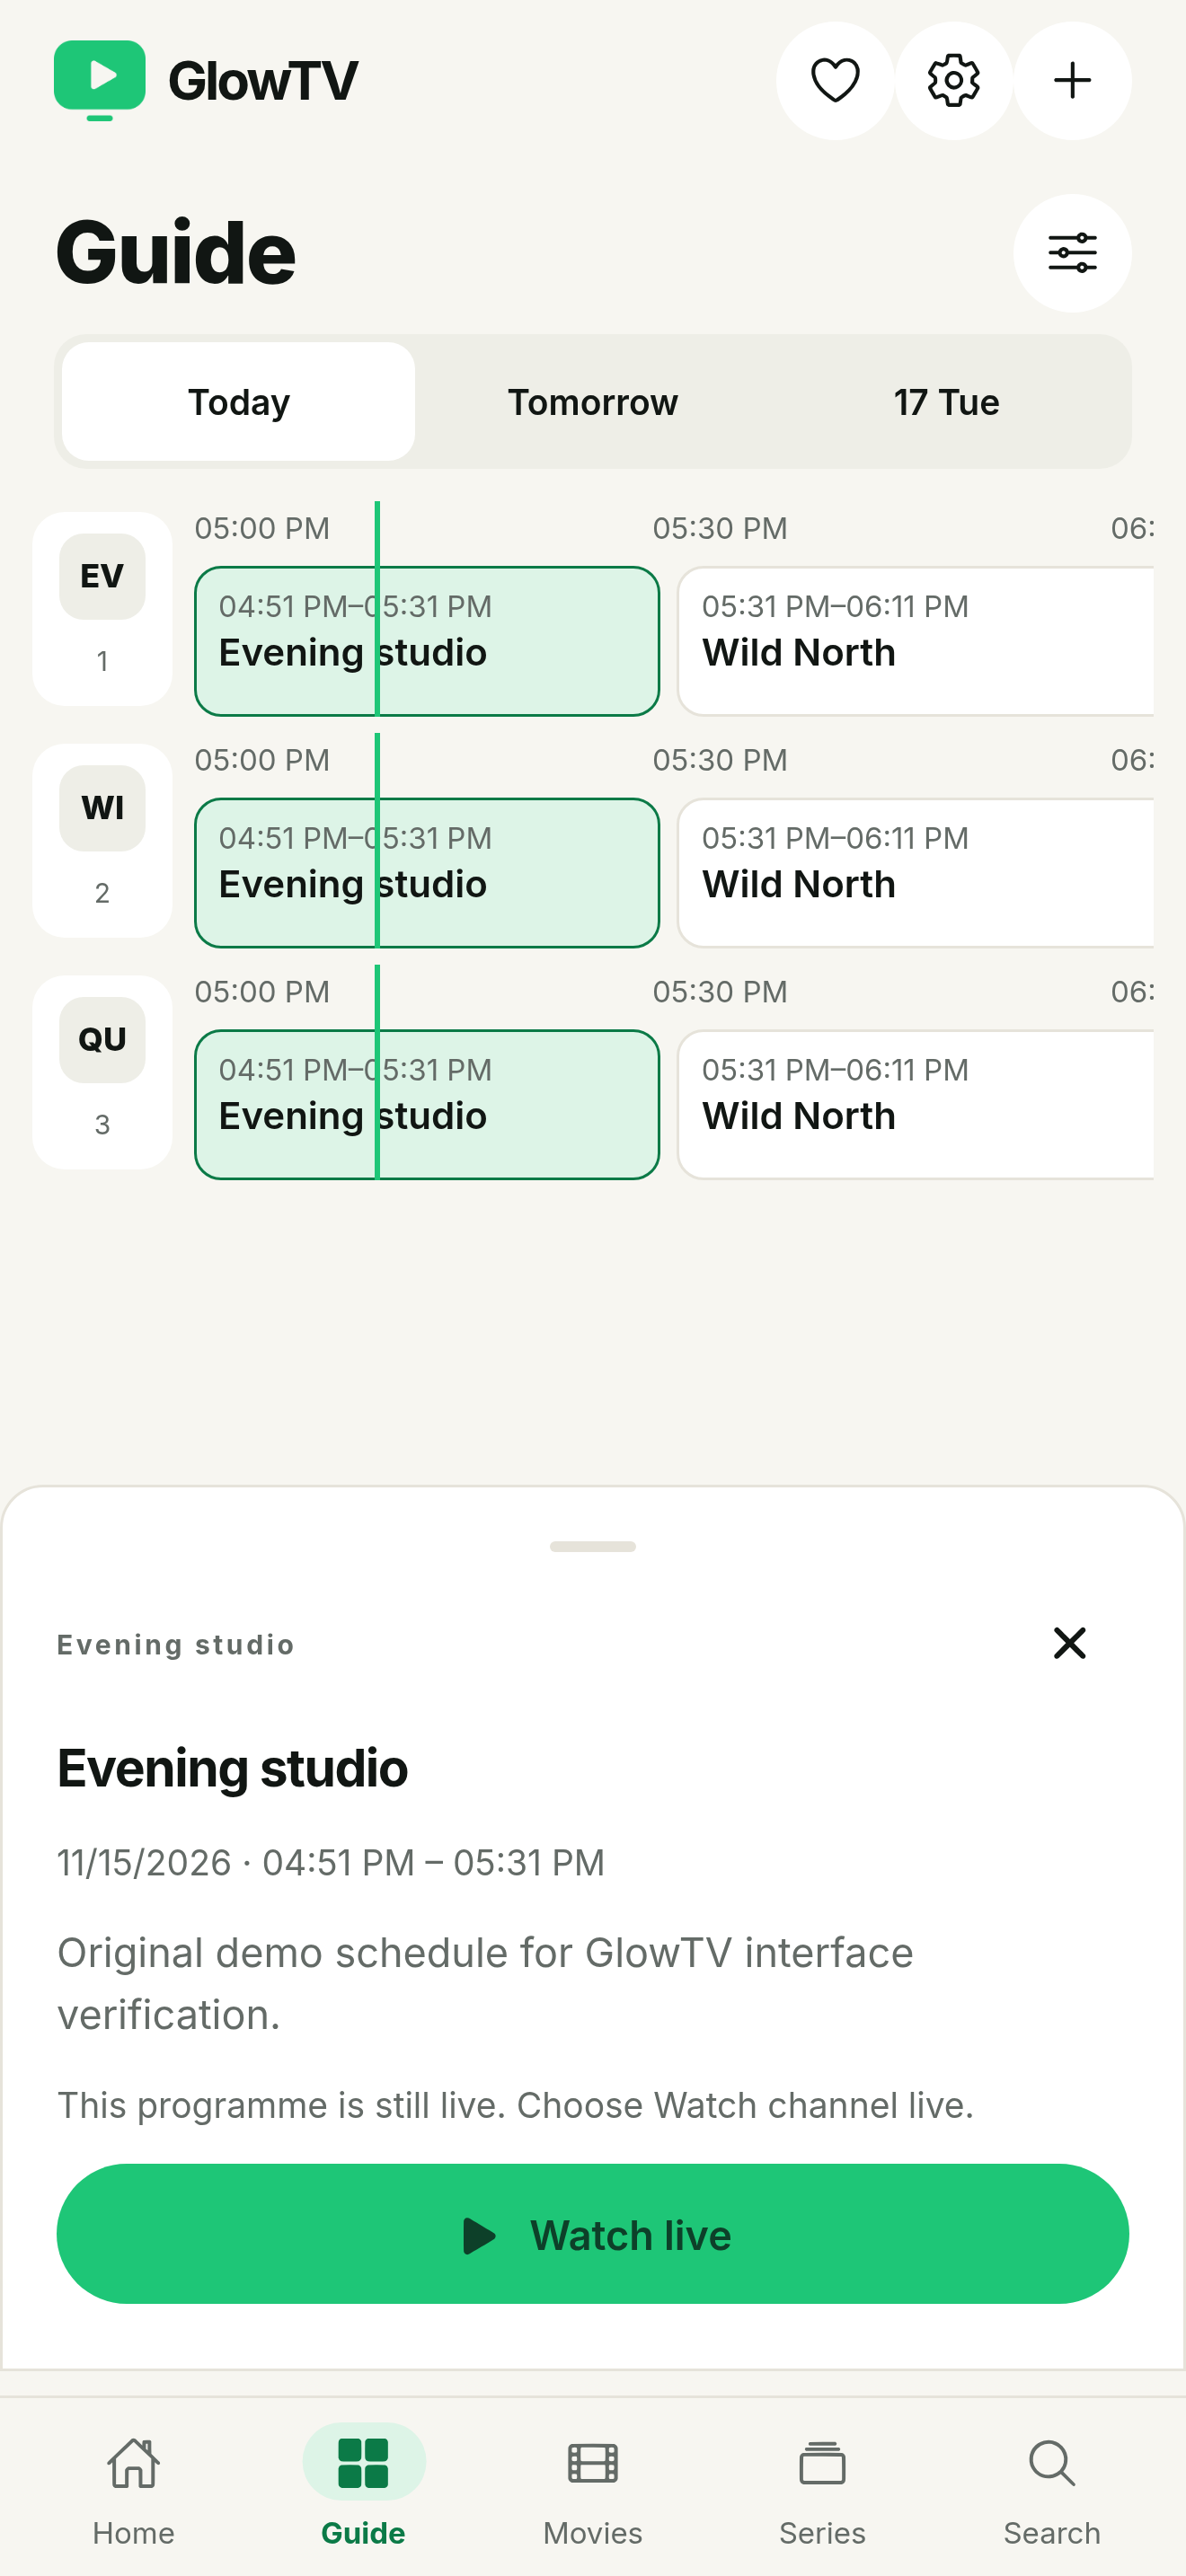 GlowTV
Guide
Today
Tomorrow
17 Tue
EV
1
05:00 PM
05:30 PM
06:
04:51 PM–05:31 PM
Evening studio
05:31 PM–06:11 PM
Wild North
WI
2
05:00 PM
05:30 PM
06:
04:51 PM–05:31 PM
Evening studio
05:31 PM–06:11 PM
Wild North
QU
3
05:00 PM
05:30 PM
06:
04:51 PM–05:31 PM
Evening studio
05:31 PM–06:11 PM
Wild North
Evening studio
Evening studio
11/15/2026 · 04:51 PM – 05:31 PM
Original demo schedule for GlowTV interface
verification.
This programme is still live. Choose Watch channel live.
Watch live
Home
Guide
Movies
Series
Search